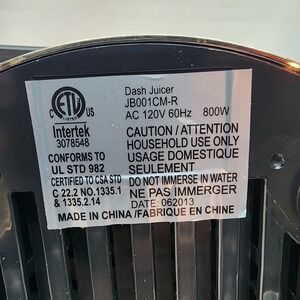 Dash Juicer
JB001CM-R
AC 120V 60Hz 800W
C ETL US
LISTED
Intertek
3078548
CONFORMS TO
UL STD 982
CERTIFIED TO CSA STD
C 22.2 NO.1335.1
& 1335.2.14
CAUTION / ATTENTION
HOUSEHOLD USE ONLY
USAGE DOMESTIQUE
SEULEMENT
DO NOT IMMERSE IN WATER
NE PAS IMMERGER
DATE: 062013
MADE IN CHINA /FABRIQUE EN CHINE